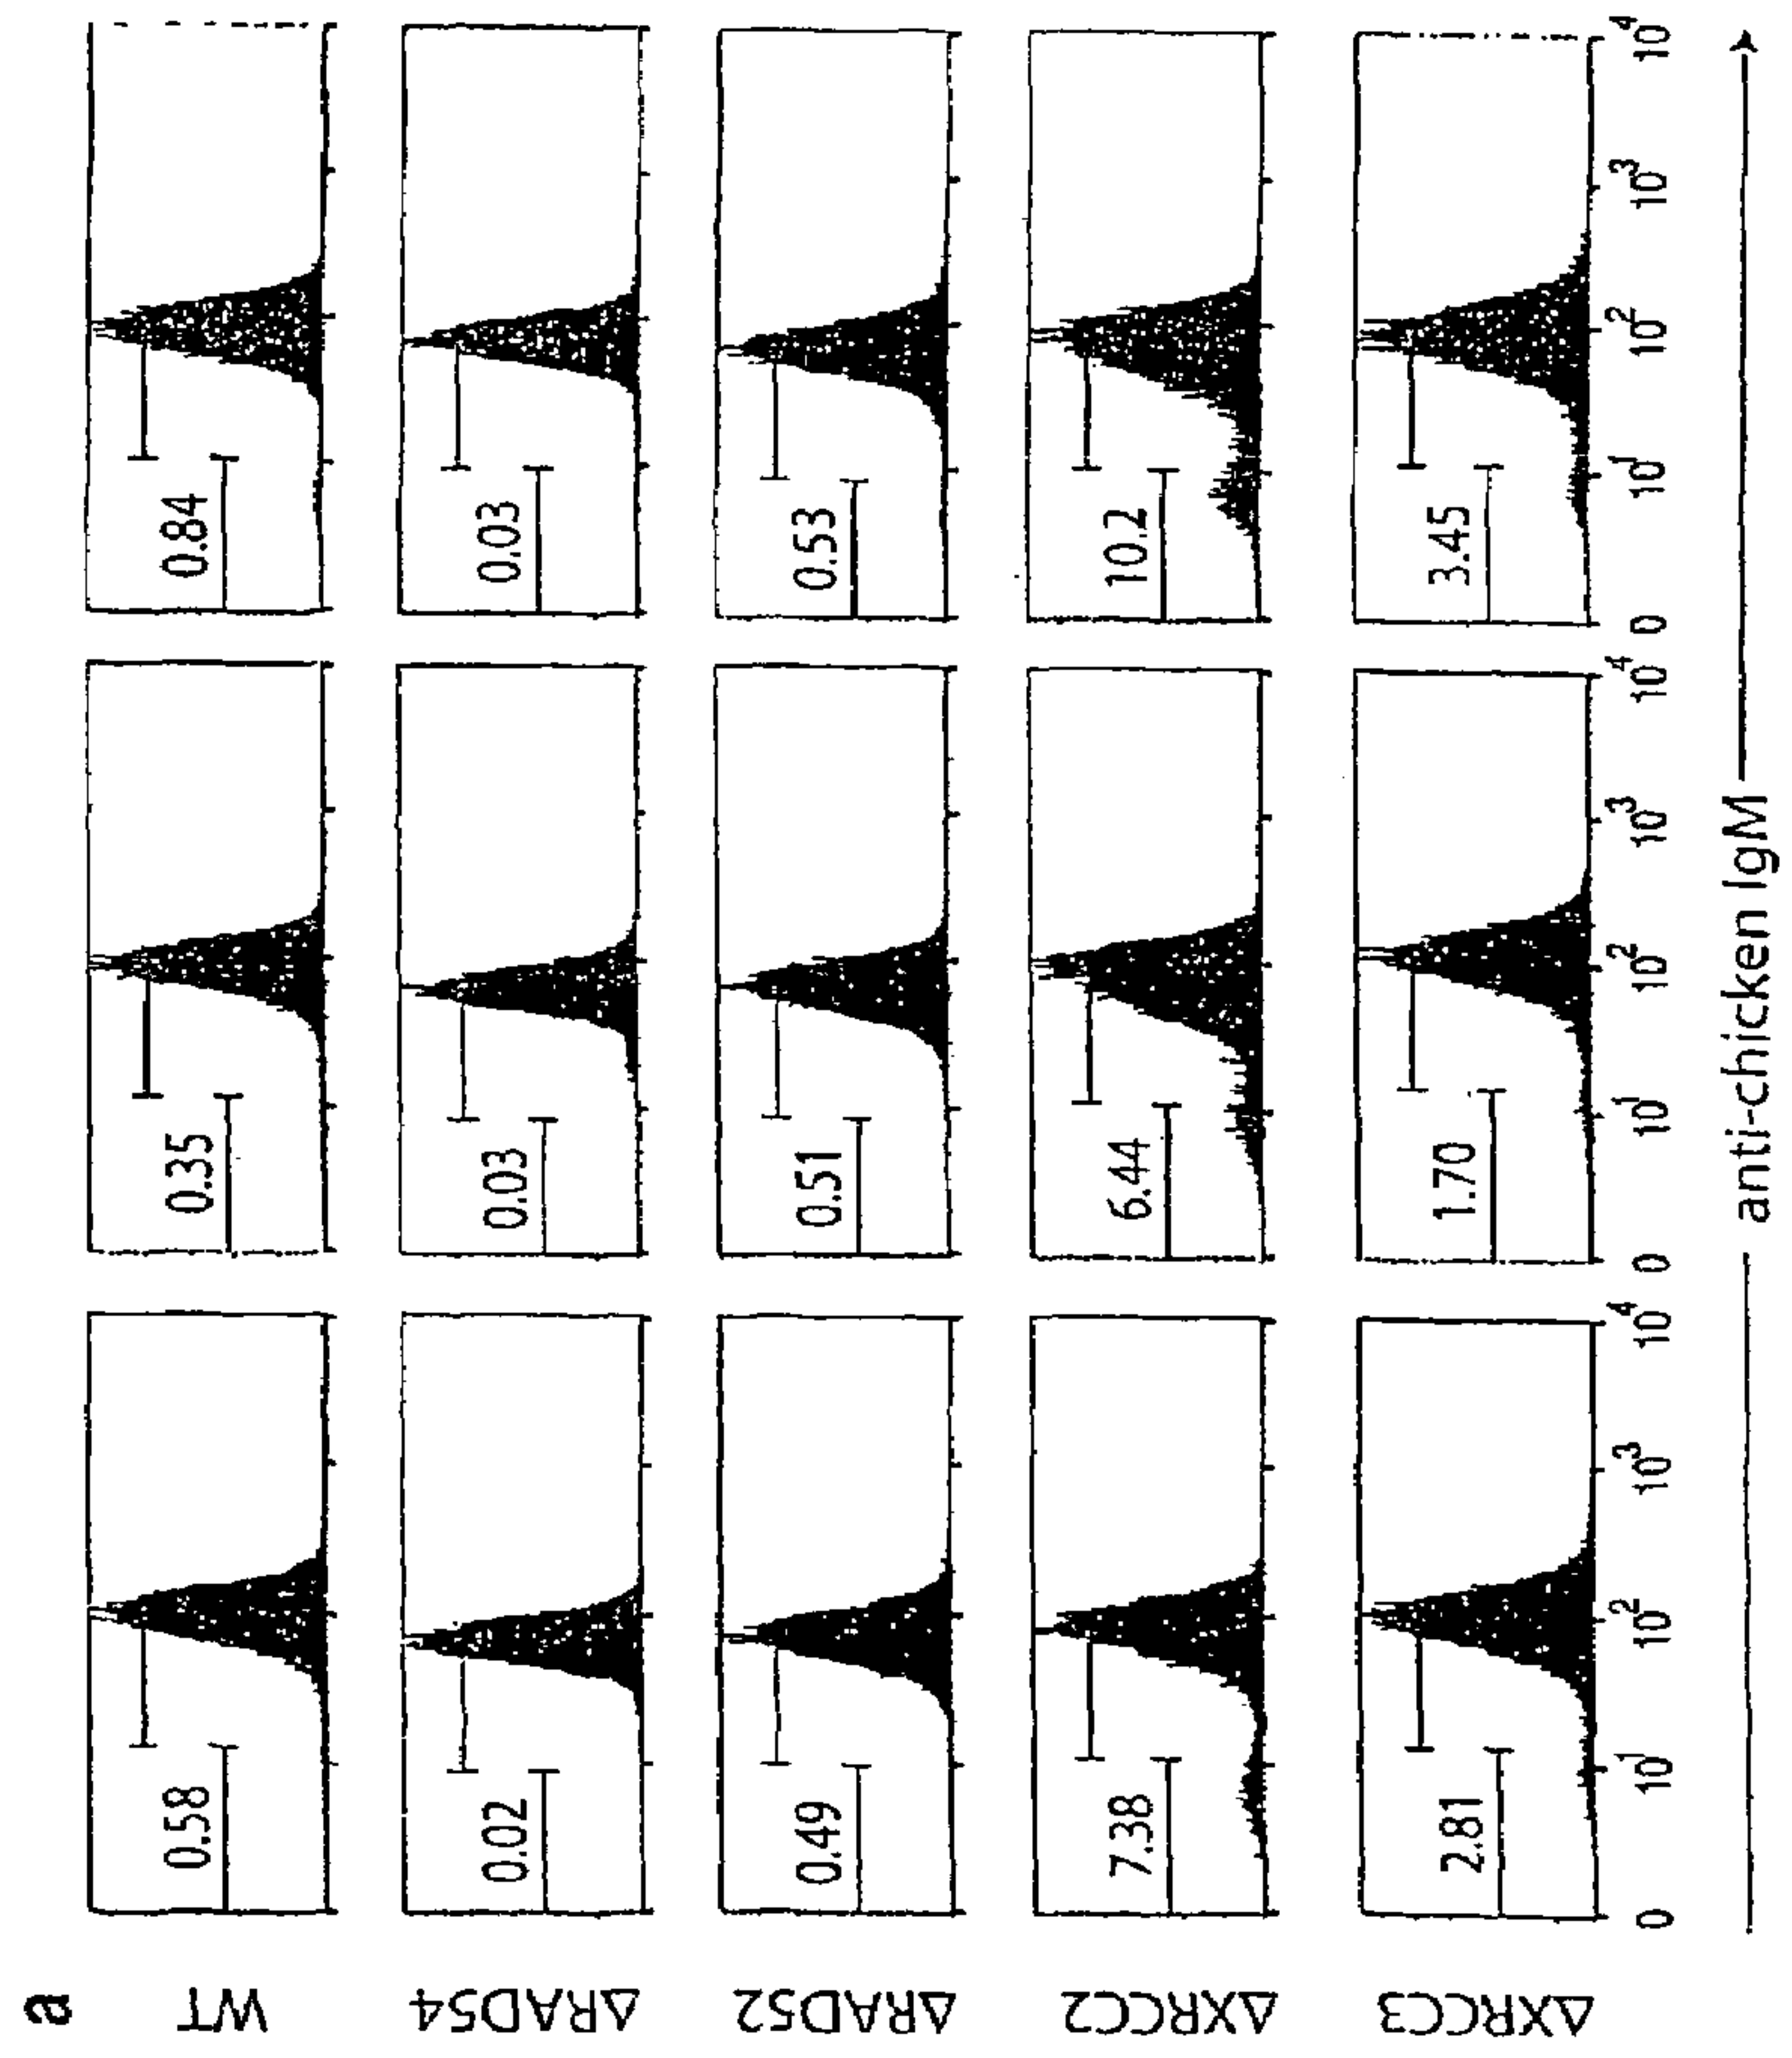 a
WT
0.58
0.35
0.84
ΔRAD54
0.02
0.03
0.03
ΔRAD52
0.49
0.51
0.53
ΔXRCC2
7.38
6.44
10.2
ΔXRCC3
2.81
1.70
3.45
0 10¹ 10² 10³ 10⁴ 0 10¹ 10² 10³ 10⁴ 0 10¹ 10² 10³ 10⁴
anti-chicken IgM